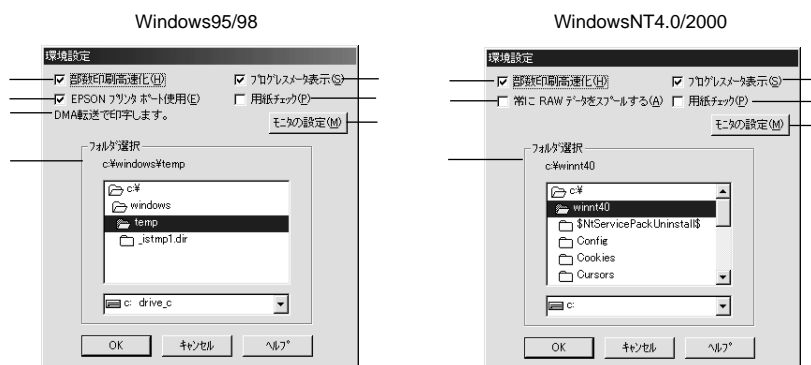 Windows95/98
環境設定
部数印刷高速化(H)
プログレスメータ表示(S)
EPSON プリンタ ポート使用(E)
用紙チェック(P)
DMA転送で印字します。
モニタの設定(M)
フォルダ選択
c:¥windows¥temp
c:¥
windows
temp
_istmp1.dir
c: drive_c
OK
キャンセル
ヘルプ
WindowsNT4.0/2000
環境設定
部数印刷高速化(H)
プログレスメータ表示(S)
常に RAW データをスプールする(A)
用紙チェック(P)
モニタの設定(M)
フォルダ選択
c:¥winnt40
c:¥
winnt40
$NtServicePackUninstall$
Config
Cookies
Cursors
c:
OK
キャンセル
ヘルプ